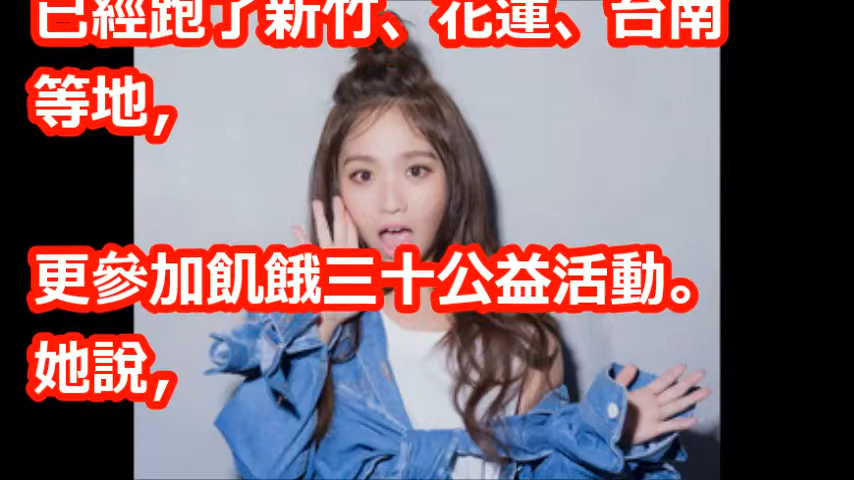 已經跑了新竹、花蓮、台南
等地，
更參加飢餓三十公益活動。
她說，